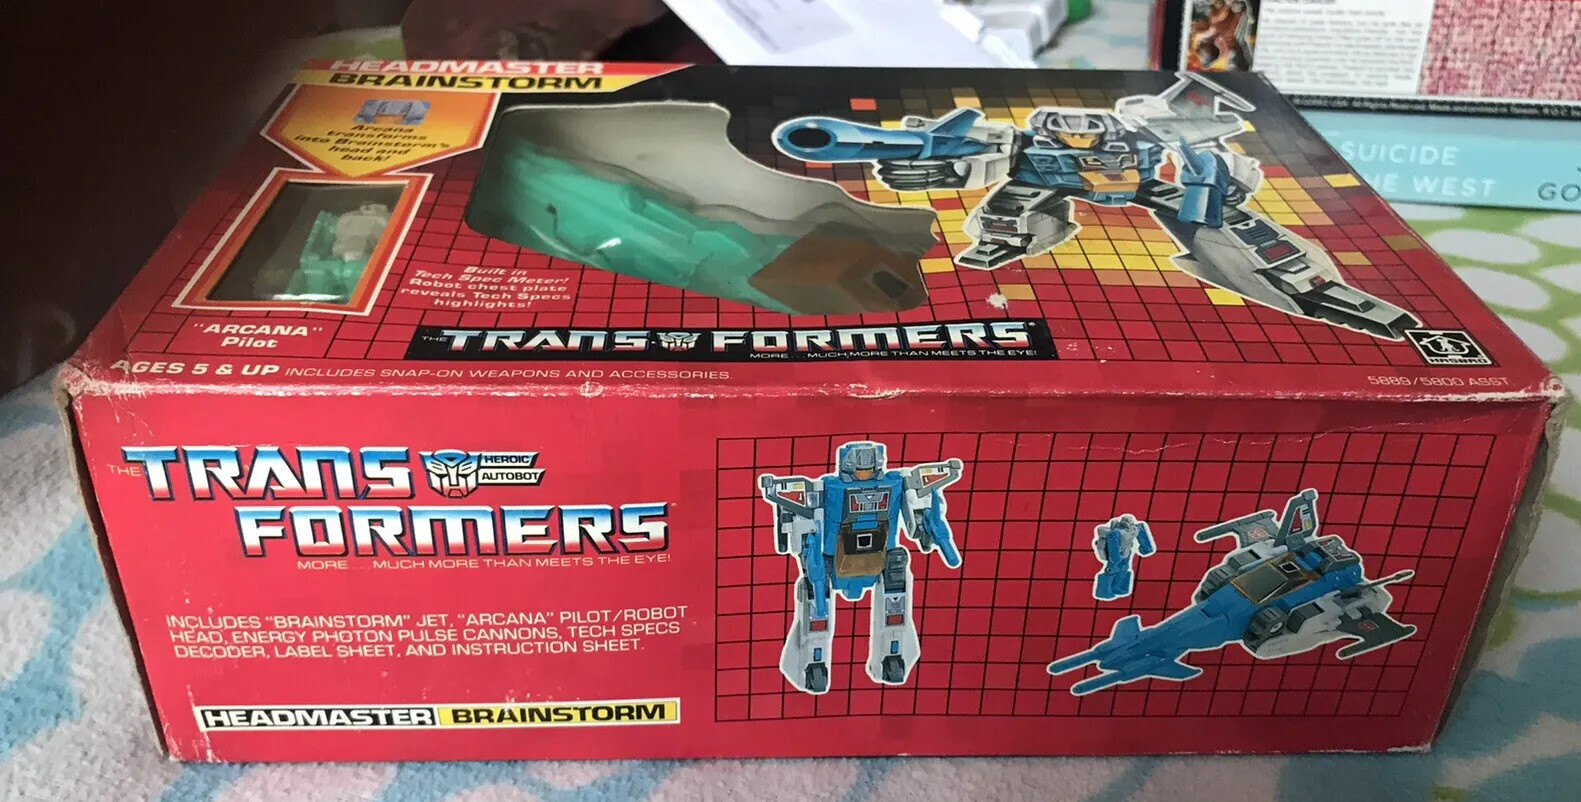 HEADMASTER
BRAINSTORM
Arcana
transforms
into Brainstorm's
head and
back!
"ARCANA"
Pilot
Built in
Tech Spec Meter!
Robot chest plate
reveals Tech Specs
highlights!
THE TRANSFORMERS
MORE... MUCH MORE THAN MEETS THE EYE!
HASBRO
AGES 5 & UP INCLUDES SNAP-ON WEAPONS AND ACCESSORIES.
5889/5800 ASST
THE TRANS
HEROIC
AUTOBOT
FORMERS
MORE... MUCH MORE THAN MEETS THE EYE!
INCLUDES "BRAINSTORM" JET, "ARCANA" PILOT/ROBOT
HEAD, ENERGY PHOTON PULSE CANNONS, TECH SPECS
DECODER, LABEL SHEET, AND INSTRUCTION SHEET.
HEADMASTER BRAINSTORM
SUICIDE
WEST
GO